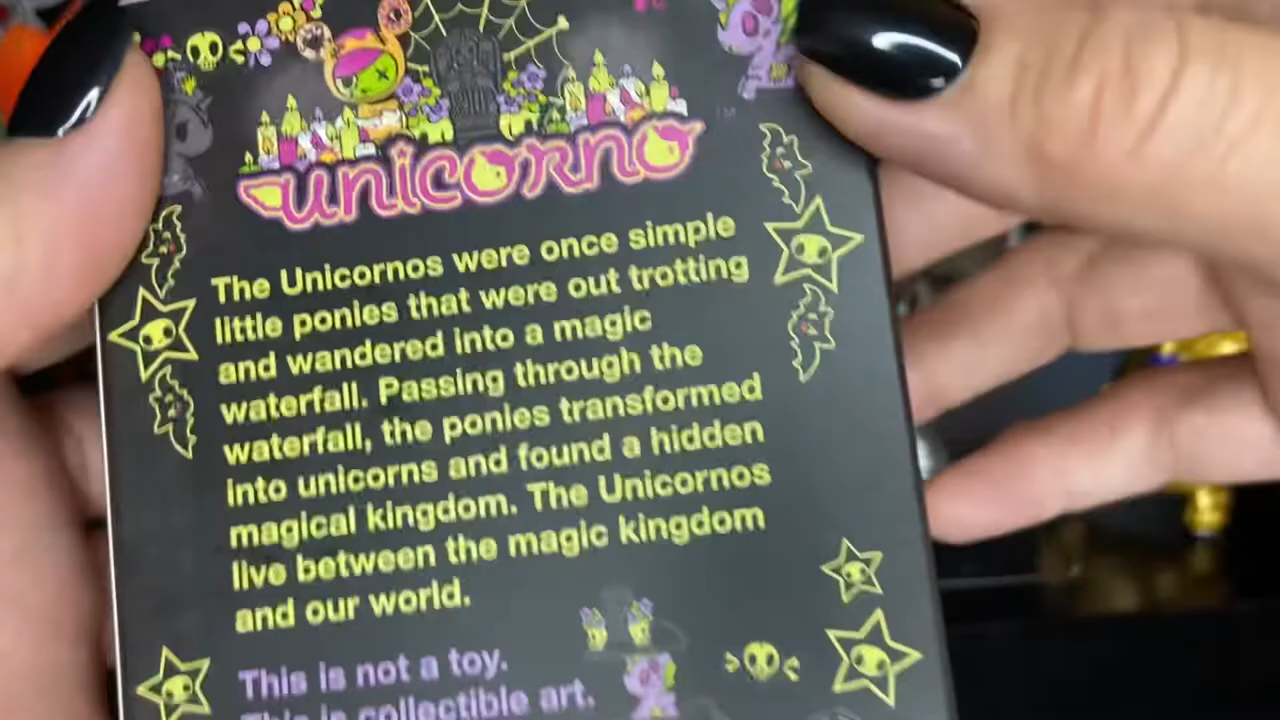 unicorno
The Unicornos were once simple
little ponies that were out trotting
and wandered into a magic
waterfall. Passing through the
waterfall, the ponies transformed
into unicorns and found a hidden
magical kingdom. The Unicornos
live between the magic kingdom
and our world.
This is not a toy.
This is collectible art.